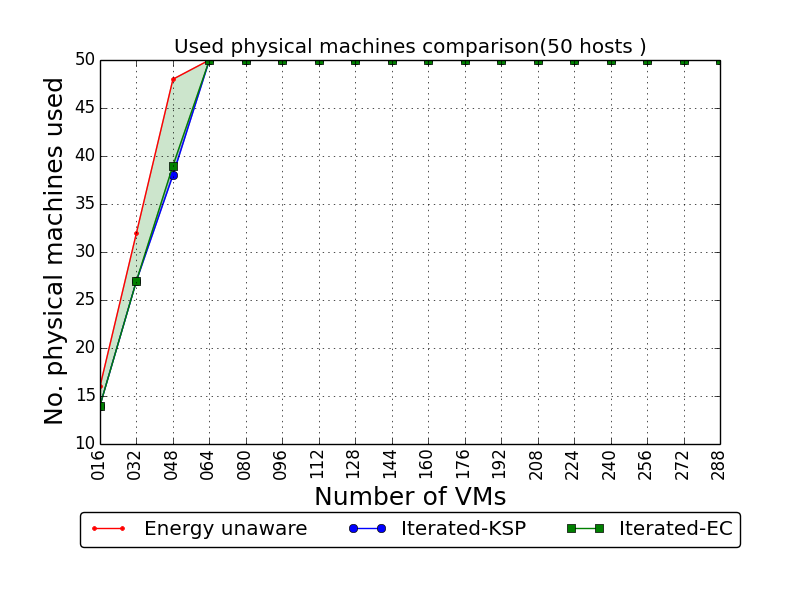 Used physical machines comparison(50 hosts )
No. physical machines used
50
45
40
35
30
25
20
15
10
016 032 048 064 080 096 112 128 144 160 176 192 208 224 240 256 272 288
Number of VMs
Energy unaware Iterated-KSP Iterated-EC